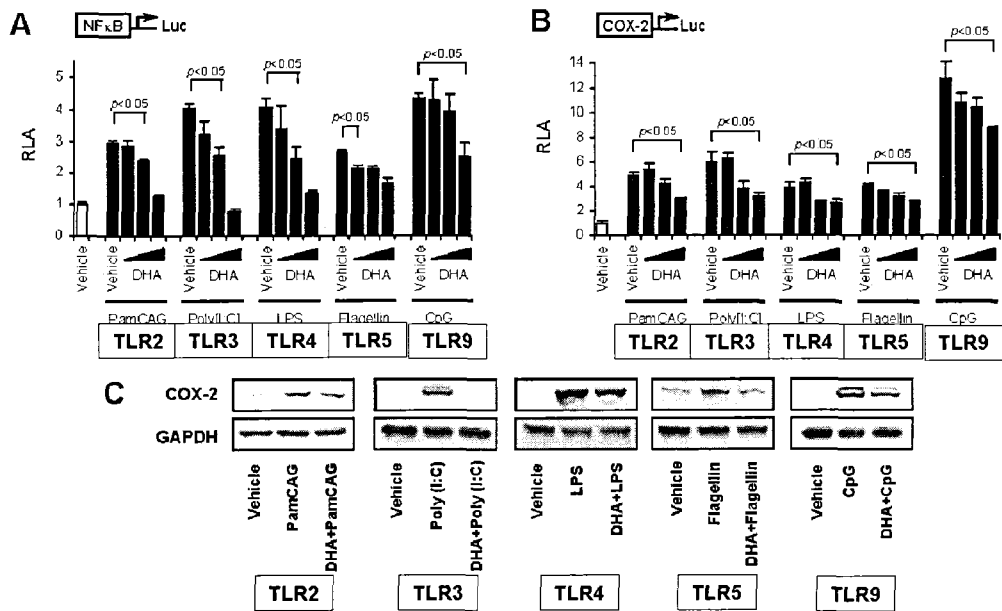 A
NFκB
Luc
RLA
5
4
3
2
1
0
p<0.05
p<0.05
p<0.05
p<0.05
p<0.05
Vehicle
Vehicle
DHA
Vehicle
DHA
Vehicle
DHA
Vehicle
DHA
Vehicle
DHA
PamCAG
Poly[I:C]
LPS
Flagellin
CpG
TLR2
TLR3
TLR4
TLR5
TLR9
B
COX-2
Luc
RLA
14
12
10
8
6
4
2
0
p<0.05
p<0.05
p<0.05
p<0.05
p<0.05
Vehicle
Vehicle
DHA
Vehicle
DHA
Vehicle
DHA
Vehicle
DHA
Vehicle
DHA
PamCAG
Poly[I:C]
LPS
Flagellin
CpG
TLR2
TLR3
TLR4
TLR5
TLR9
C
COX-2
GAPDH
Vehicle
PamCAG
DHA+PamCAG
Vehicle
Poly (I:C)
DHA+Poly (I:C)
Vehicle
LPS
DHA+LPS
Vehicle
Flagellin
DHA+Flagellin
Vehicle
CpG
DHA+CpG
TLR2
TLR3
TLR4
TLR5
TLR9